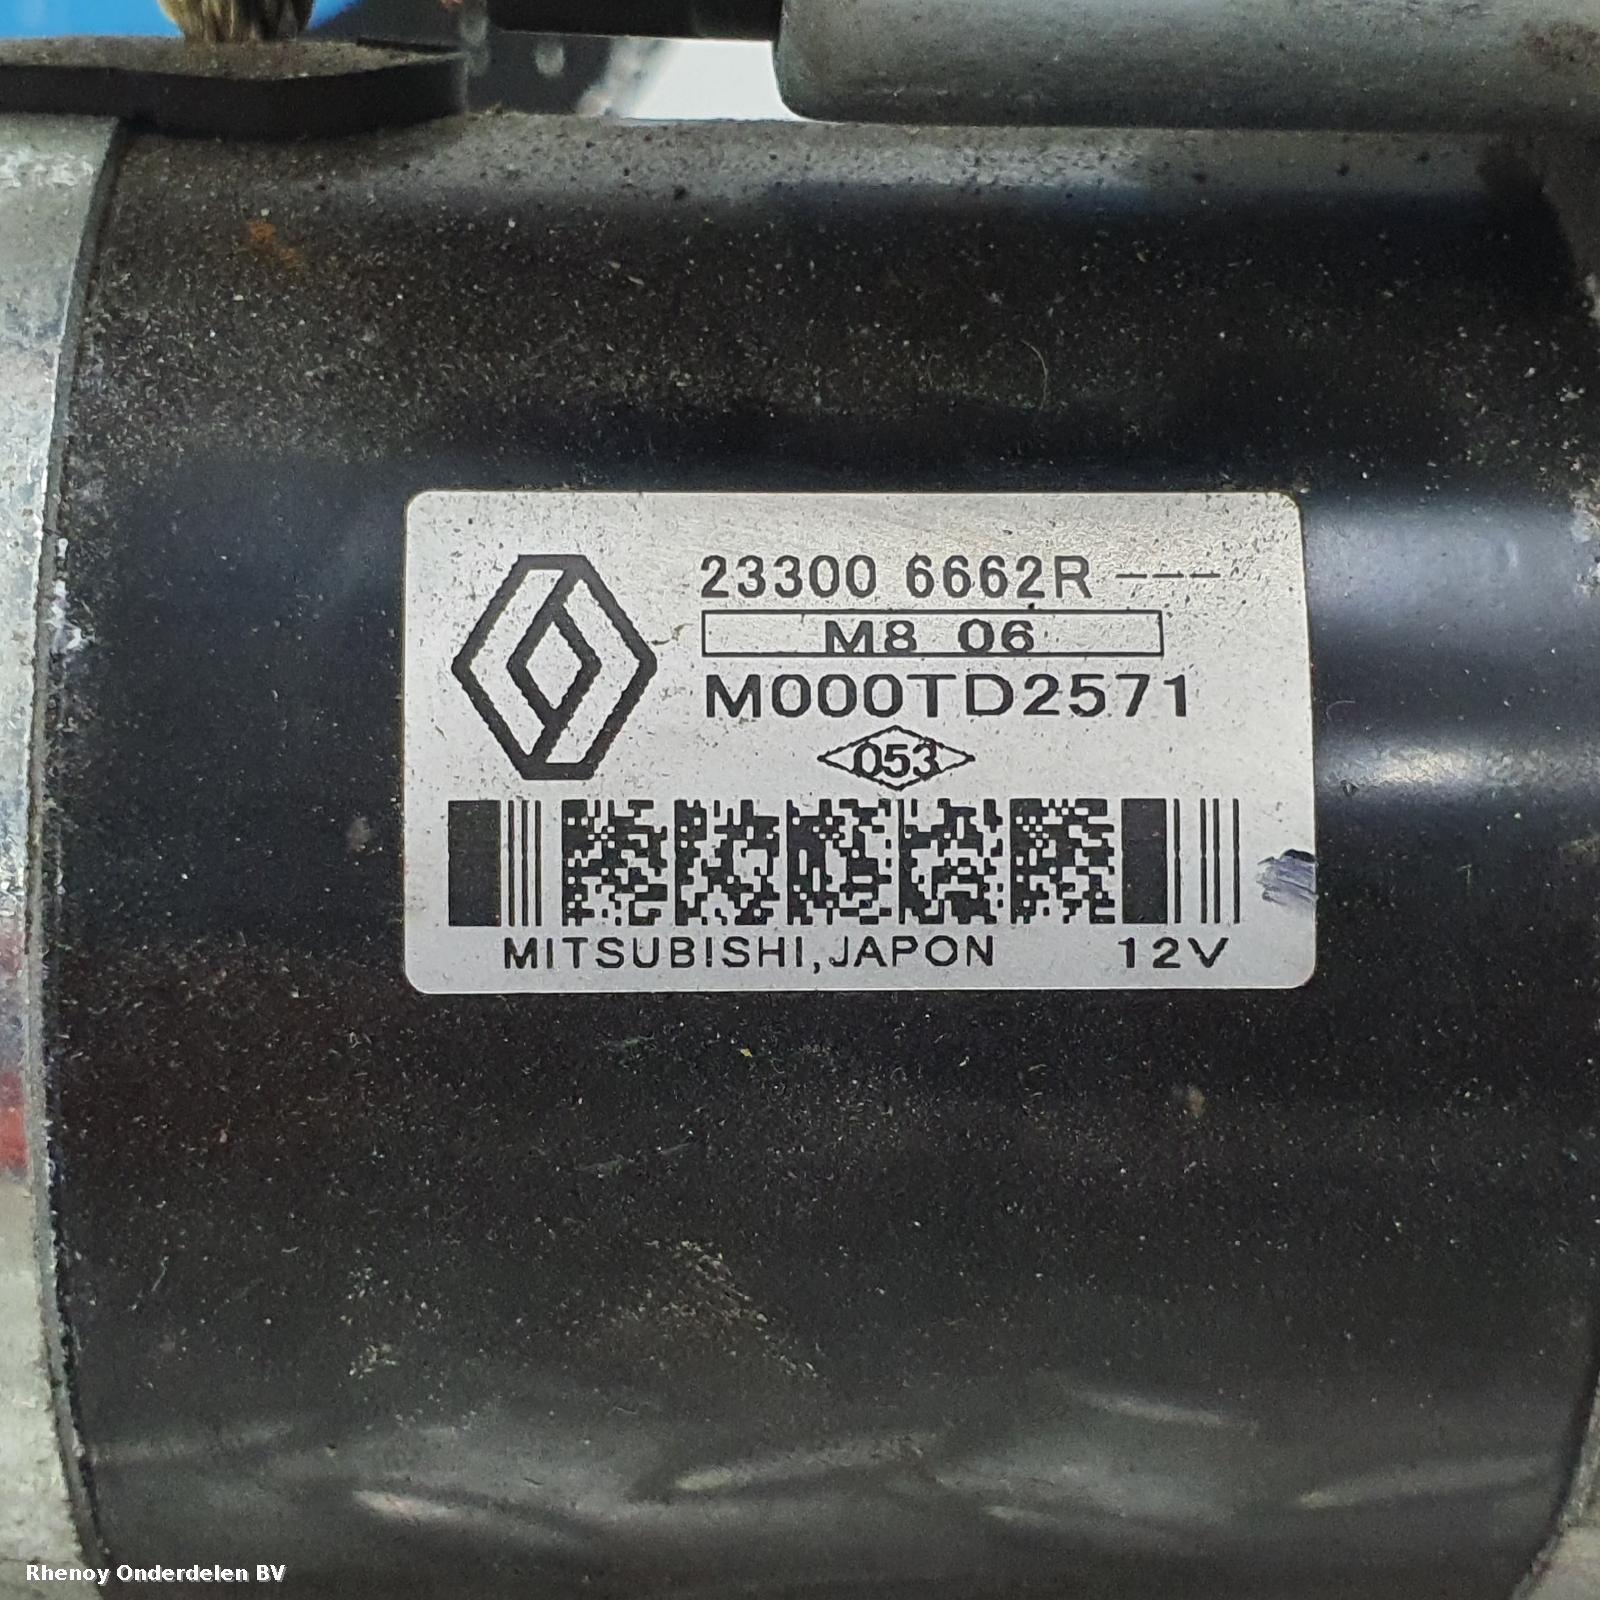 23300 6662R ---
M8 06
M000TD2571
053
MITSUBISHI,JAPON 12V
Rhenoy Onderdelen BV